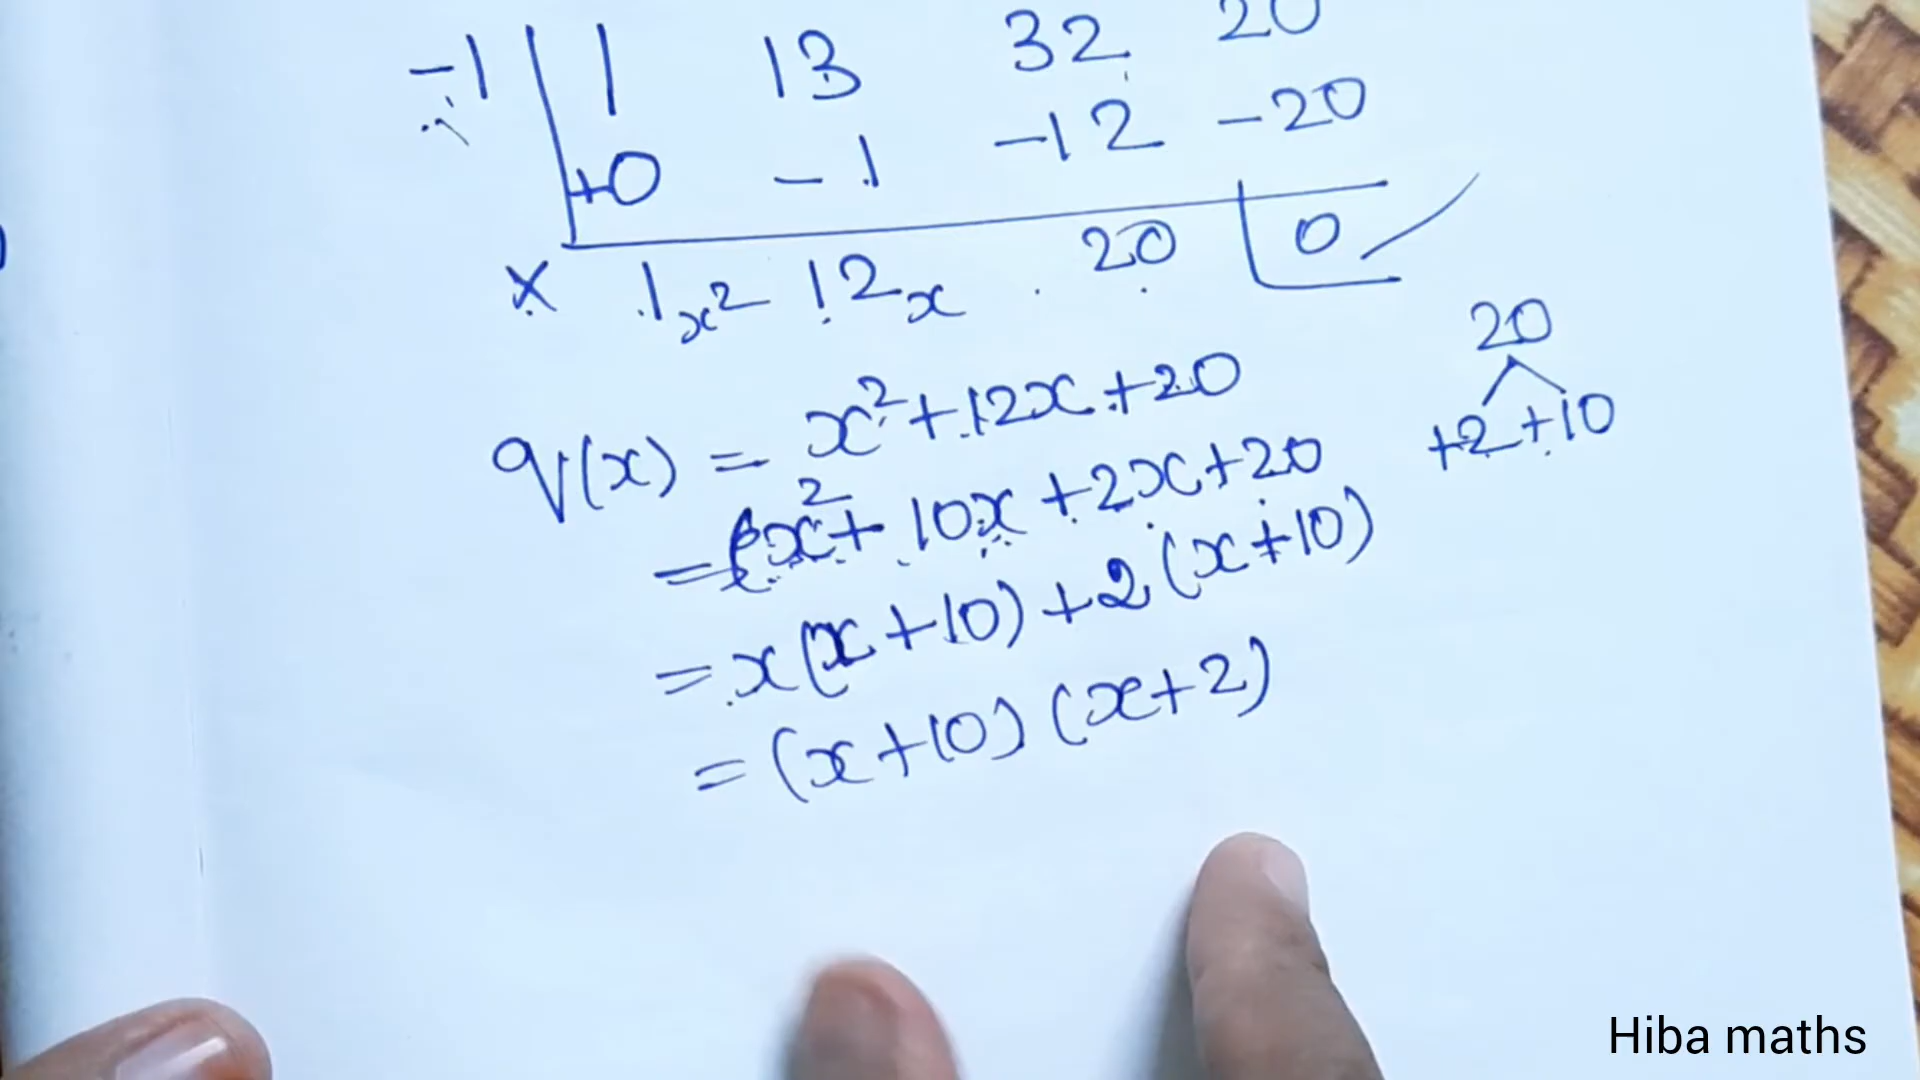 -1 | 1 13 32 20
+0 -1 -12 -20
x 1x² 12x 20 | 0
20
+2 +10
q(x) = x²+12x+20
= x²+ 10x +2x+20
= x(x+10) +2(x+10)
= (x+10) (x+2)
Hiba maths